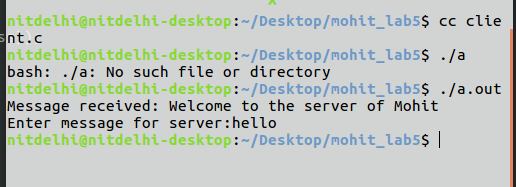 nitdelhi@nitdelhi-desktop:~/Desktop/mohit_lab5$ cc clie
nt.c
nitdelhi@nitdelhi-desktop:~/Desktop/mohit_lab5$ ./a
bash: ./a: No such file or directory
nitdelhi@nitdelhi-desktop:~/Desktop/mohit_lab5$ ./a.out
Message received: Welcome to the server of Mohit
Enter message for server:hello
nitdelhi@nitdelhi-desktop:~/Desktop/mohit_lab5$